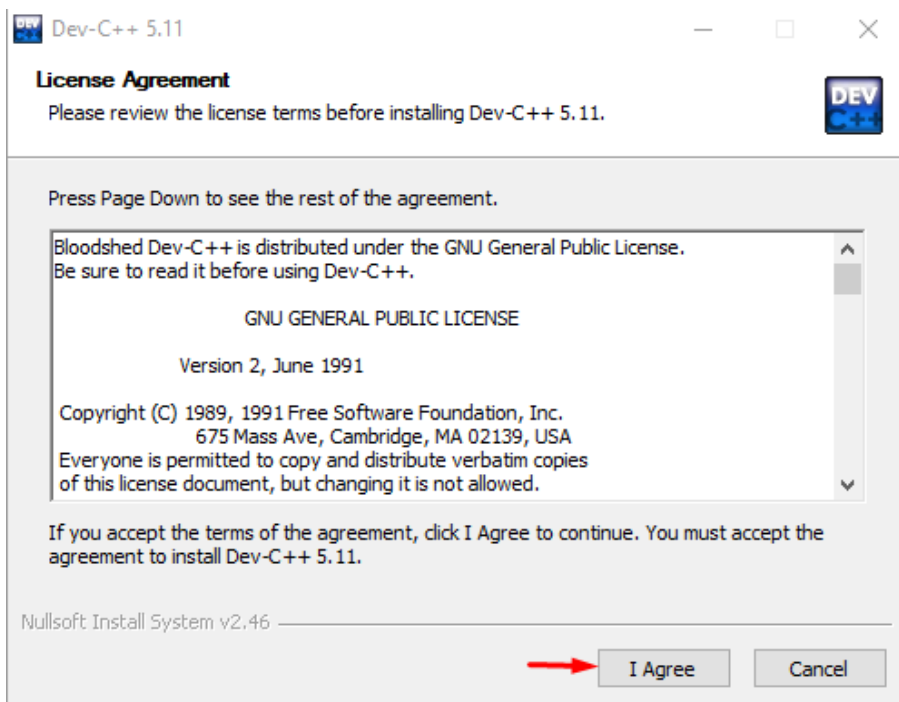 DEV C++ Dev-C++ 5.11
License Agreement
Please review the license terms before installing Dev-C++ 5.11.
DEV
C++
Press Page Down to see the rest of the agreement.
Bloodshed Dev-C++ is distributed under the GNU General Public License.
Be sure to read it before using Dev-C++.
GNU GENERAL PUBLIC LICENSE
Version 2, June 1991
Copyright (C) 1989, 1991 Free Software Foundation, Inc.
675 Mass Ave, Cambridge, MA 02139, USA
Everyone is permitted to copy and distribute verbatim copies
of this license document, but changing it is not allowed.
If you accept the terms of the agreement, click I Agree to continue. You must accept the
agreement to install Dev-C++ 5.11.
Nullsoft Install System v2.46
I Agree Cancel